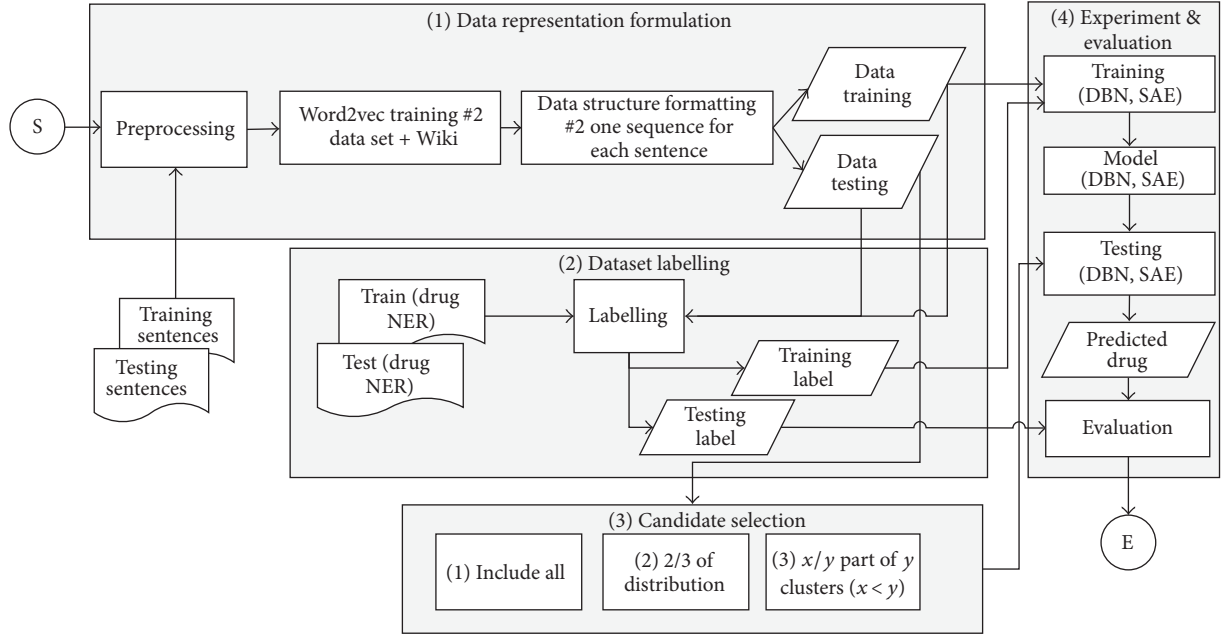 (1) Data representation formulation
S
Preprocessing
Word2vec training #2
data set + Wiki
Data structure formatting
#2 one sequence for
each sentence
Data
training
Data
testing
Training
sentences
Testing
sentences
(2) Dataset labelling
Train (drug
NER)
Test (drug
NER)
Labelling
Training
label
Testing
label
(3) Candidate selection
(1) Include all
(2) 2/3 of
distribution
(3) x/y part of y
clusters (x < y)
(4) Experiment &
evaluation
Training
(DBN, SAE)
Model
(DBN, SAE)
Testing
(DBN, SAE)
Predicted
drug
Evaluation
E